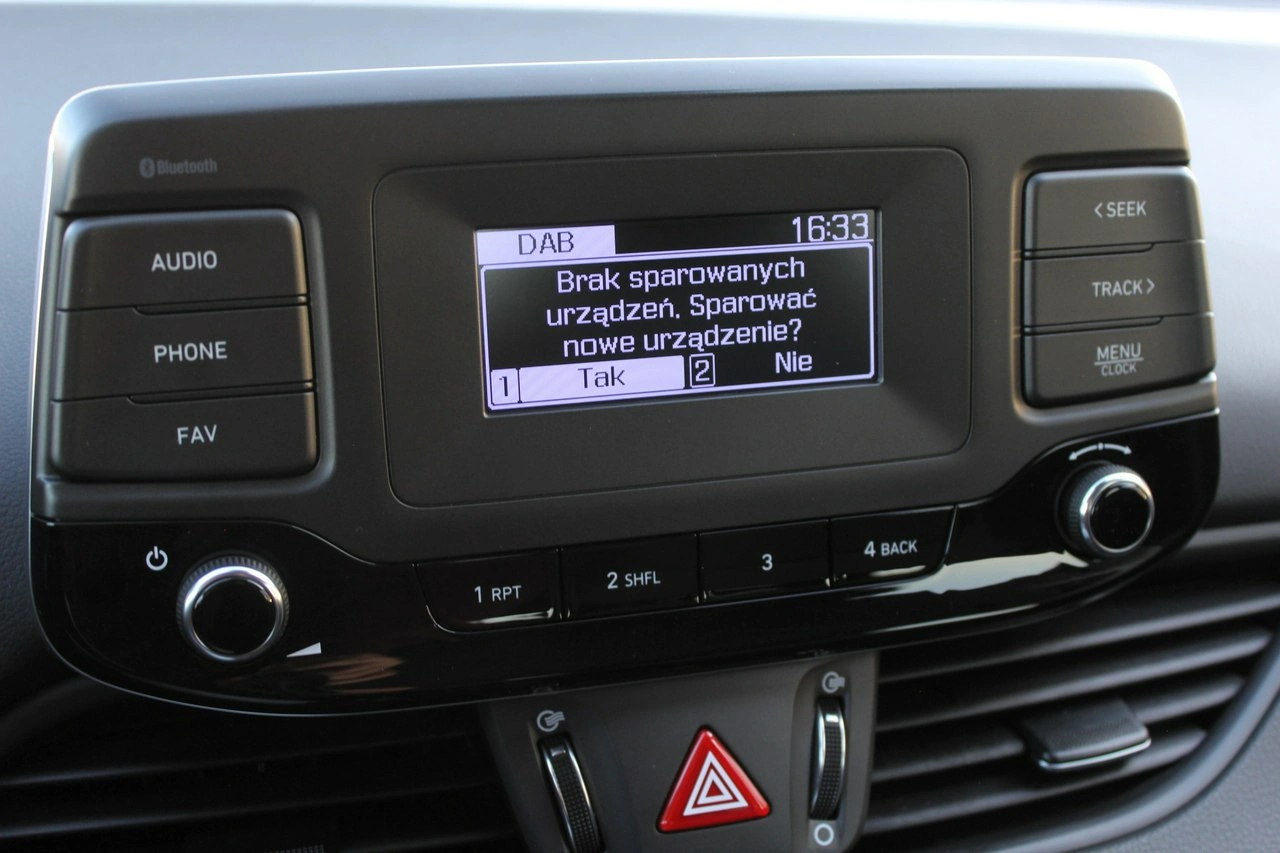 Bluetooth
AUDIO
PHONE
FAV
DAB 16:33
Brak sparowanych
urządzeń. Sparować
nowe urządzenie?
1 Tak 2 Nie
< SEEK
TRACK >
MENU
CLOCK
1 RPT
2 SHFL
3
4 BACK